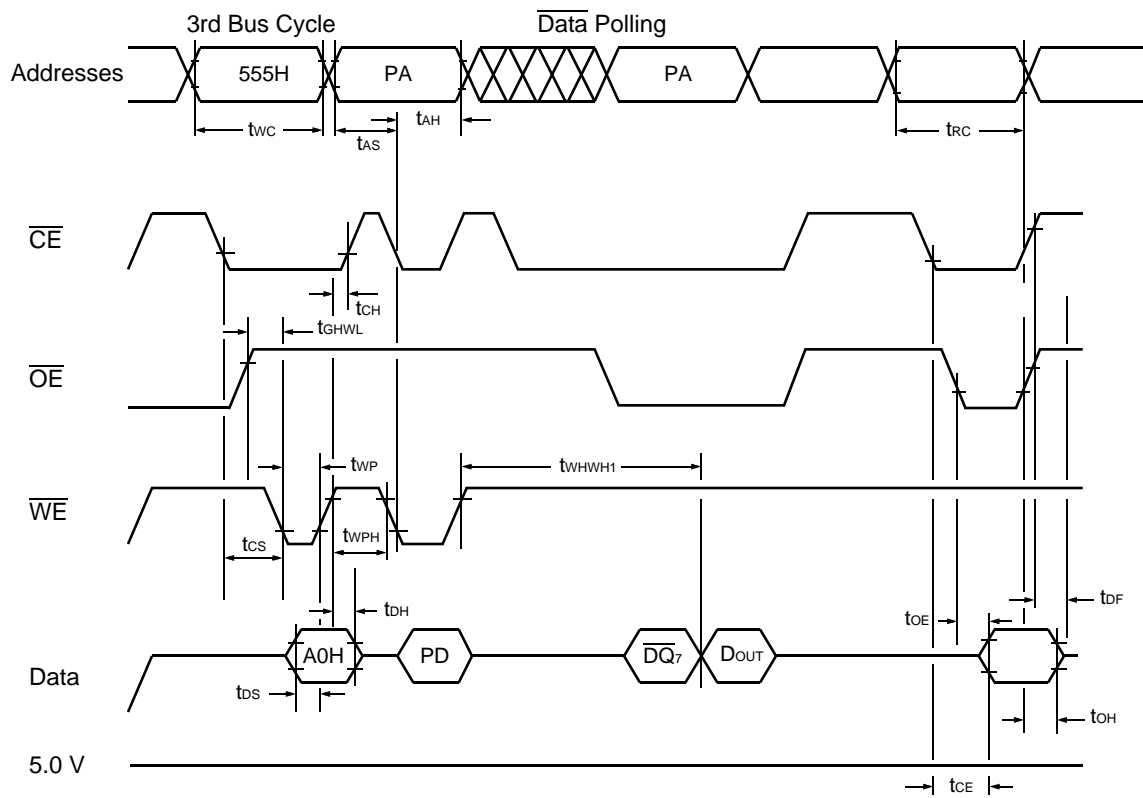 3rd Bus Cycle
Data Polling
Addresses
555H
PA
PA
tWC
tAS
tAH
tRC
CE
tCH
tGHWL
OE
tWP
tWHWH1
WE
tCS
tWPH
tDH
tOE
tDF
Data
A0H
PD
DQ7
DOUT
tDS
tOH
5.0 V
tCE